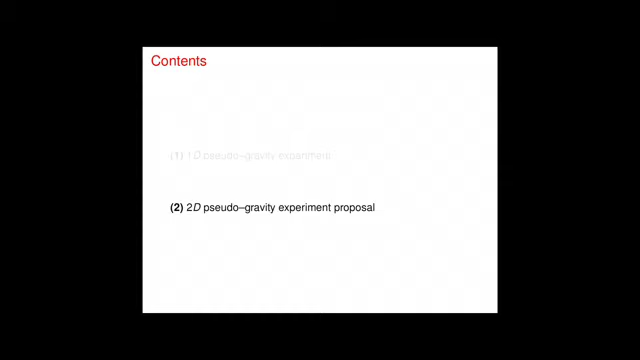 Contents
(1) 1D pseudo–gravity experiment
(2) 2D pseudo–gravity experiment proposal